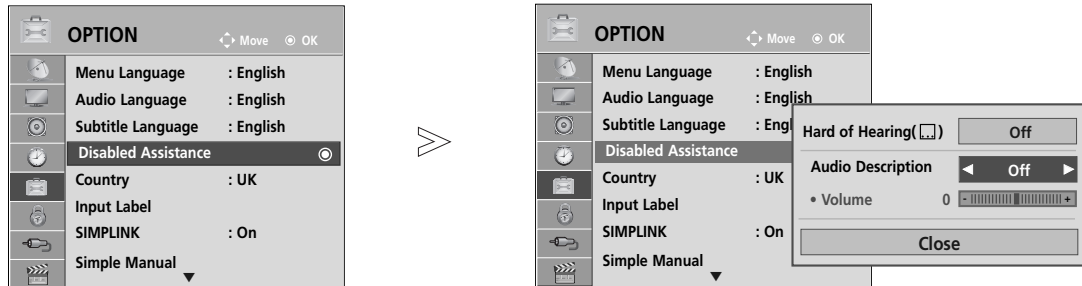 OPTION
Move OK
Menu Language : English
Audio Language : English
Subtitle Language : English
Disabled Assistance
Country : UK
Input Label
SIMPLINK : On
Simple Manual
OPTION
Move OK
Menu Language : English
Audio Language : English
Subtitle Language : Engl
Disabled Assistance
Country : UK
Input Label
SIMPLINK : On
Simple Manual
Hard of Hearing( ) Off
Audio Description Off
• Volume 0 - +
Close